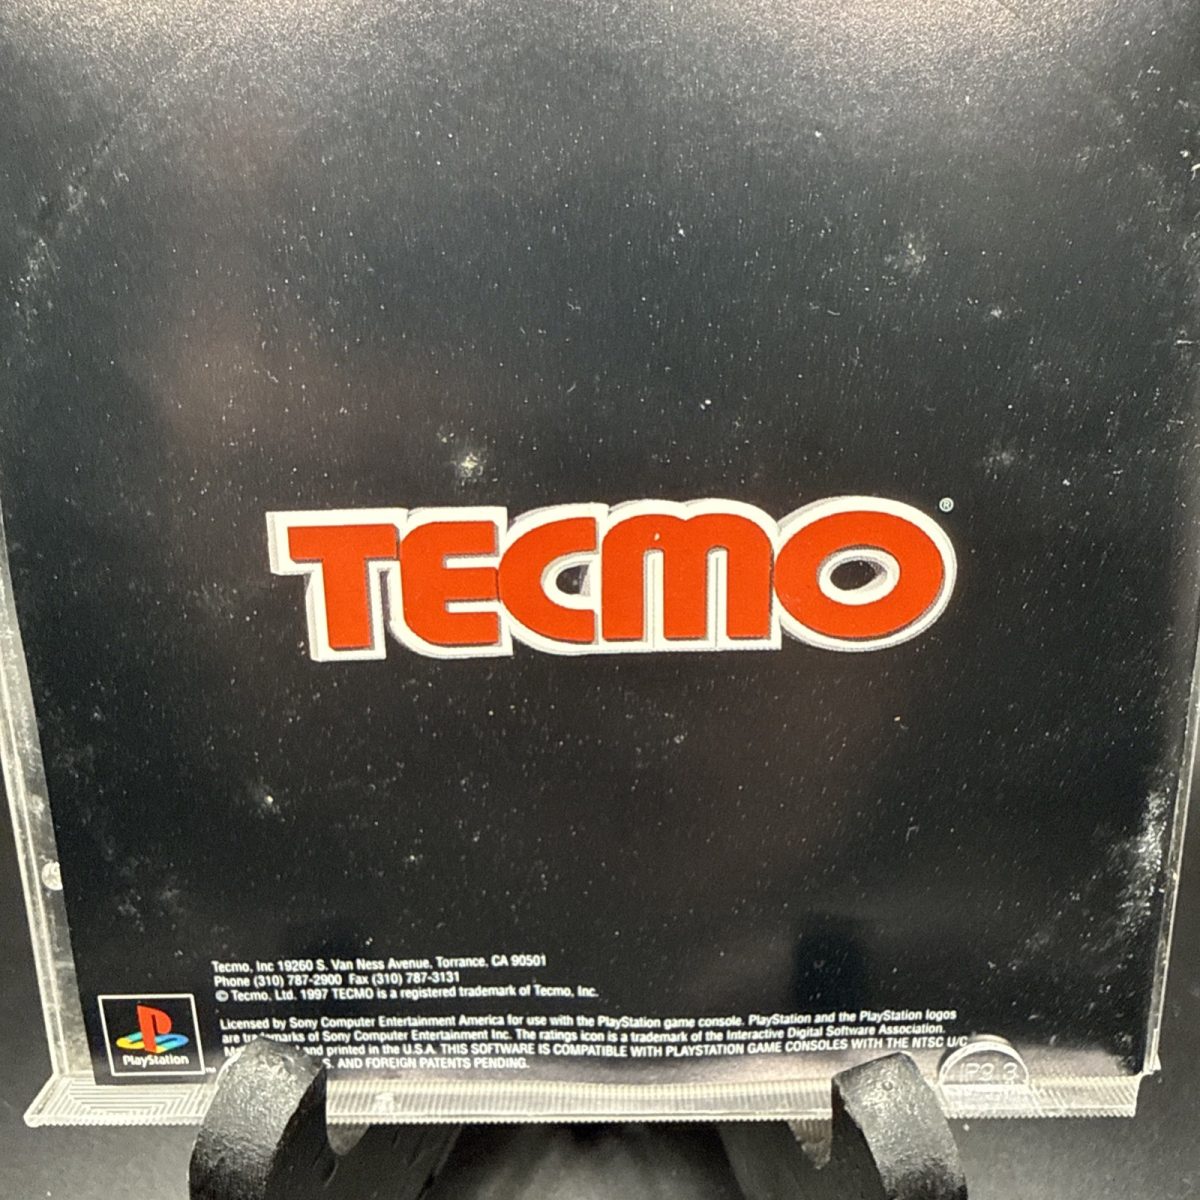 TECMO®
Tecmo, Inc 19260 S. Van Ness Avenue, Torrance, CA 90501
Phone (310) 787-2900 Fax (310) 787-3131
© Tecmo, Ltd. 1997 TECMO is a registered trademark of Tecmo, Inc.
PlayStation
TM
Licensed by Sony Computer Entertainment America for use with the PlayStation game console. PlayStation and the PlayStation logos
are of Sony Computer Entertainment Inc. The ratings icon is a trademark of the Interactive Digital Software Association.
and printed in the U.S.A. THIS SOFTWARE IS COMPATIBLE WITH PLAYSTATION GAME CONSOLES WITH THE NTSC U/C
AND FOREIGN PATENTS PENDING.